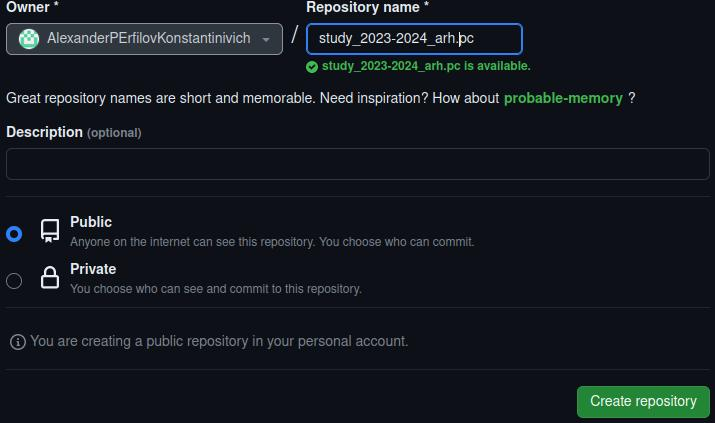 Owner * Repository name *
AlexanderPErfilovKonstantinivich / study_2023-2024_arh.pc
study_2023-2024_arh.pc is available.
Great repository names are short and memorable. Need inspiration? How about probable-memory ?
Description (optional)
Public
Anyone on the internet can see this repository. You choose who can commit.
Private
You choose who can see and commit to this repository.
You are creating a public repository in your personal account.
Create repository